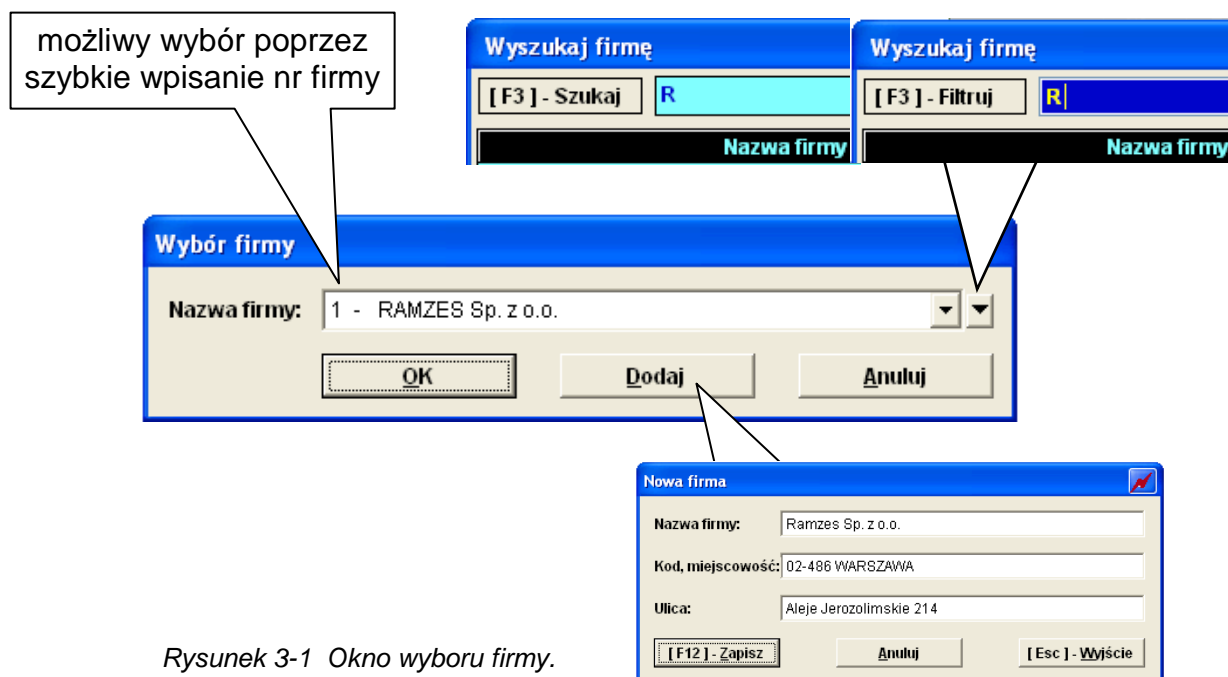 możliwy wybór poprzez
szybkie wpisanie nr firmy
Wyszukaj firmę
[ F3 ] - Szukaj R
Nazwa firmy
Wyszukaj firmę
[ F3 ] - Filtruj R
Nazwa firmy
Wybór firmy
Nazwa firmy: 1 - RAMZES Sp. z o.o.
OK Dodaj Anuluj
Nowa firma
Nazwa firmy: Ramzes Sp. z o.o.
Kod, miejscowość: 02-486 WARSZAWA
Ulica: Aleje Jerozolimskie 214
[ F12 ] - Zapisz Anuluj [ Esc ] - Wyjście
Rysunek 3-1 Okno wyboru firmy.